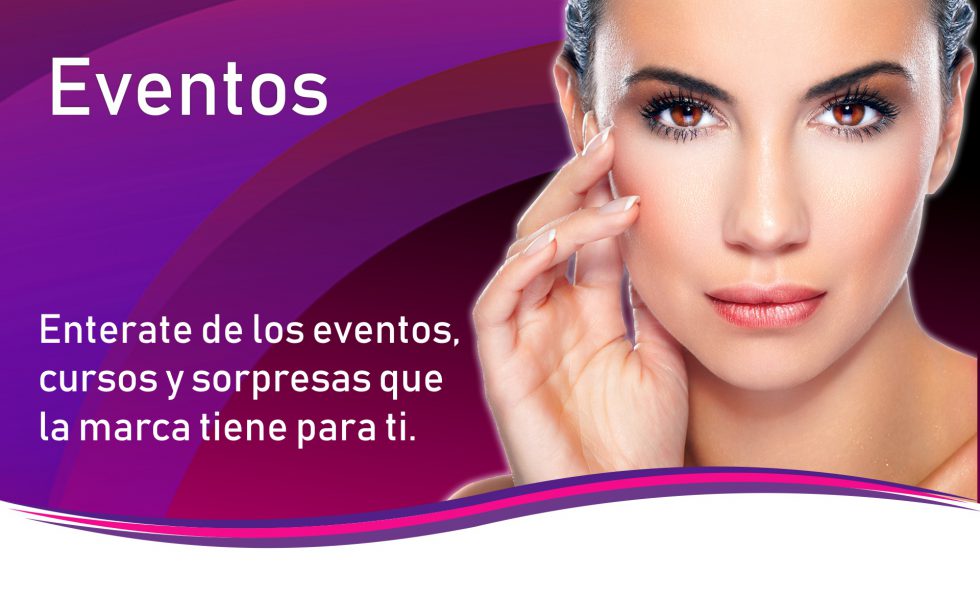 Eventos
Enterate de los eventos,
cursos y sorpresas que
la marca tiene para ti.